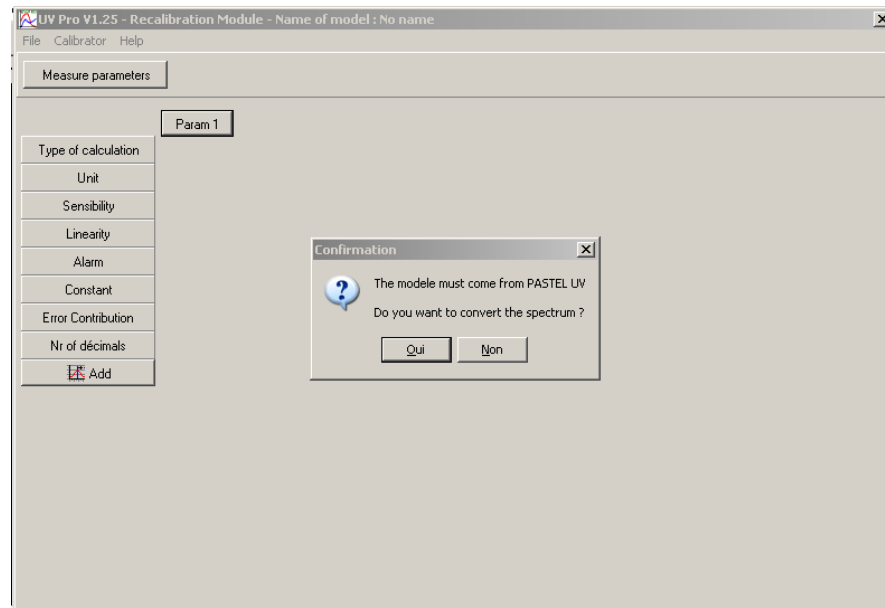 UV Pro V1.25 - Recalibration Module - Name of model : No name
File Calibrator Help
Measure parameters
Param 1
Type of calculation
Unit
Sensibility
Linearity
Alarm
Constant
Error Contribution
Nr of décimals
Add
Confirmation
The modele must come from PASTEL UV
Do you want to convert the spectrum ?
Oui Non